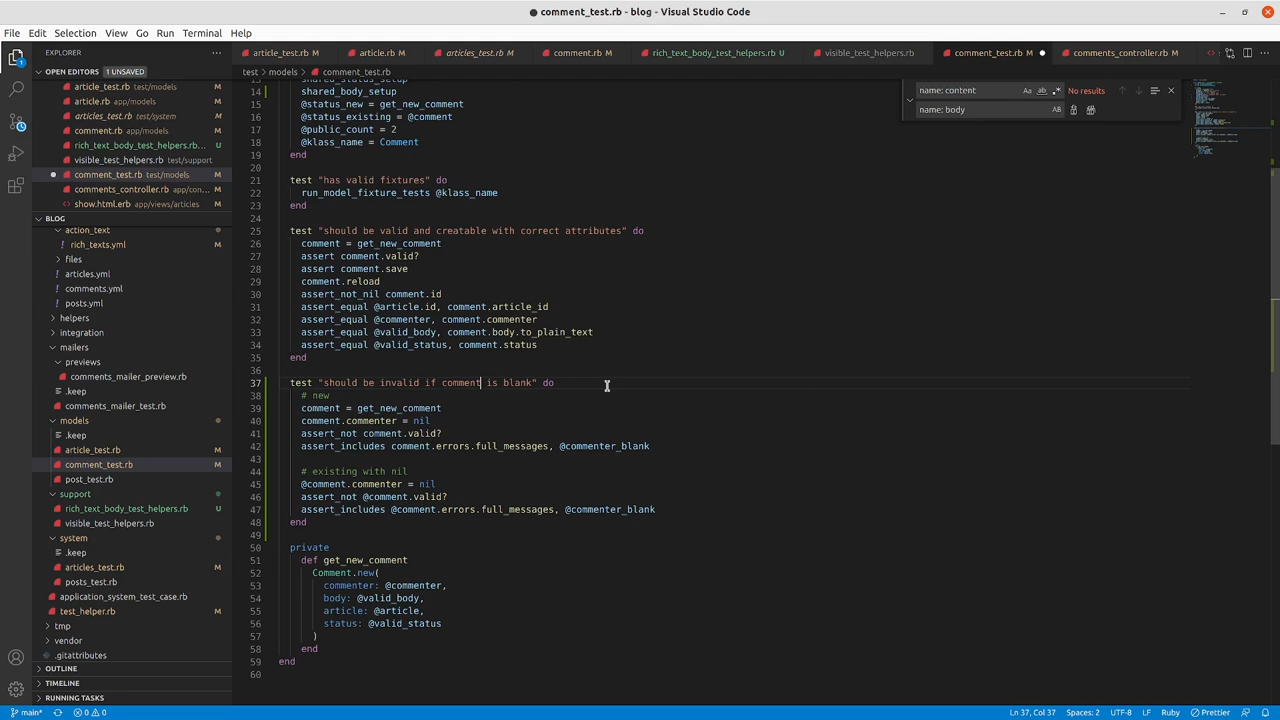 comment_test.rb - blog - Visual Studio Code
File Edit Selection View Go Run Terminal Help
EXPLORER
article_test.rb M
article.rb M
articles_test.rb M
comment.rb M
rich_text_body_test_helpers.rb U
visible_test_helpers.rb
comment_test.rb M
comments_controller.rb M
OPEN EDITORS 1 UNSAVED
test > models > comment_test.rb
article_test.rb test/models M
article.rb app/models M
articles_test.rb test/system M
comment.rb app/models M
rich_text_body_test_helpers.rb... U
visible_test_helpers.rb test/support
comment_test.rb test/models M
comments_controller.rb app/con... M
show.html.erb app/views/articles
BLOG
action_text
rich_texts.yml M
files
articles.yml
comments.yml
posts.yml
helpers
integration
mailers
previews
comments_mailer_preview.rb M
.keep
comments_mailer_test.rb M
models
.keep
article_test.rb M
comment_test.rb M
post_test.rb
support
rich_text_body_test_helpers.rb U
visible_test_helpers.rb
system
.keep
articles_test.rb M
posts_test.rb
application_system_test_case.rb
test_helper.rb M
tmp
vendor
.gitattributes
OUTLINE
TIMELINE
RUNNING TASKS
name: content Aa ab .* No results
name: body AB
13 shared_status_setup
14 shared_body_setup
15 @status_new = get_new_comment
16 @status_existing = @comment
17 @public_count = 2
18 @klass_name = Comment
19 end
20
21 test "has valid fixtures" do
22 run_model_fixture_tests @klass_name
23 end
24
25 test "should be valid and creatable with correct attributes" do
26 comment = get_new_comment
27 assert comment.valid?
28 assert comment.save
29 comment.reload
30 assert_not_nil comment.id
31 assert_equal @article.id, comment.article_id
32 assert_equal @commenter, comment.commenter
33 assert_equal @valid_body, comment.body.to_plain_text
34 assert_equal @valid_status, comment.status
35 end
36
37 test "should be invalid if comment is blank" do
38 # new
39 comment = get_new_comment
40 comment.commenter = nil
41 assert_not comment.valid?
42 assert_includes comment.errors.full_messages, @commenter_blank
43
44 # existing with nil
45 @comment.commenter = nil
46 assert_not @comment.valid?
47 assert_includes @comment.errors.full_messages, @commenter_blank
48 end
49
50 private
51 def get_new_comment
52 Comment.new(
53 commenter: @commenter,
54 body: @valid_body,
55 article: @article,
56 status: @valid_status
57 )
58 end
59 end
60
main* 0 0
Ln 37, Col 37 Spaces: 2 UTF-8 LF Ruby Prettier